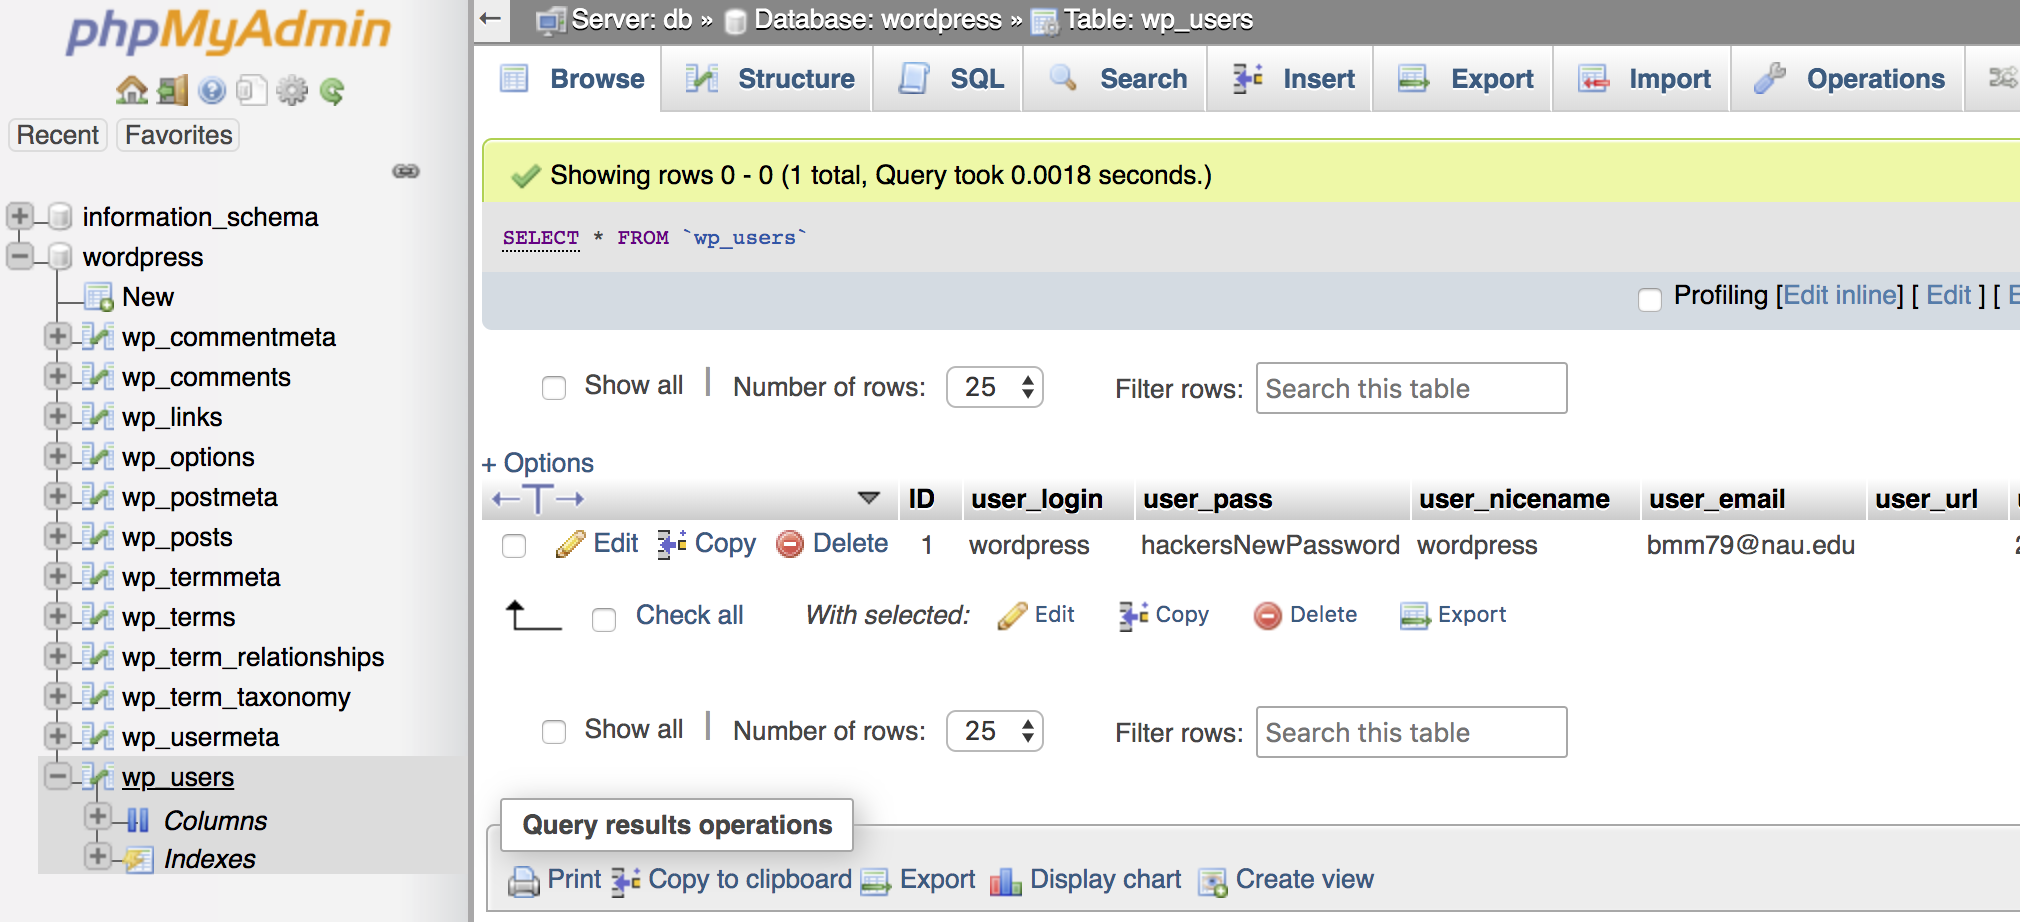 phpMyAdmin
Recent Favorites
information_schema
wordpress
New
wp_commentmeta
wp_comments
wp_links
wp_options
wp_postmeta
wp_posts
wp_termmeta
wp_terms
wp_term_relationships
wp_term_taxonomy
wp_usermeta
wp_users
Columns
Indexes
Server: db » Database: wordpress » Table: wp_users
Browse Structure SQL Search Insert Export Import Operations
Showing rows 0 - 0 (1 total, Query took 0.0018 seconds.)
SELECT * FROM `wp_users`
Profiling [Edit inline] [ Edit ] [
Show all | Number of rows: 25 Filter rows: Search this table
+ Options
←T→ ID user_login user_pass user_nicename user_email user_url
Edit Copy Delete 1 wordpress hackersNewPassword wordpress bmm79@nau.edu
Check all With selected: Edit Copy Delete Export
Show all | Number of rows: 25 Filter rows: Search this table
Query results operations
Print Copy to clipboard Export Display chart Create view